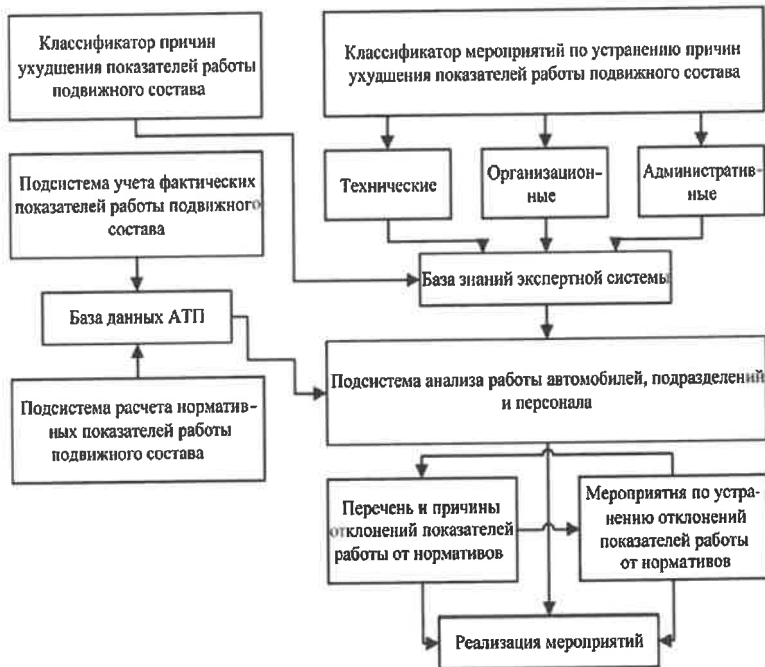 Классификатор причин
ухудшения показателей работы
подвижного состава
Классификатор мероприятий по устранению причин
ухудшения показателей работы подвижного состава
Технические
Организацион-
ные
Административ-
ные
Подсистема учета фактических
показателей работы подвижного
состава
База знаний экспертной системы
База данных АТП
Подсистема анализа работы автомобилей, подразделений
и персонала
Подсистема расчета норматив-
ных показателей работы
подвижного состава
Перечень и причины
отклонений показателей
работы от нормативов
Мероприятия по устра-
нению отклонений
показателей работы
от нормативов
Реализация мероприятий